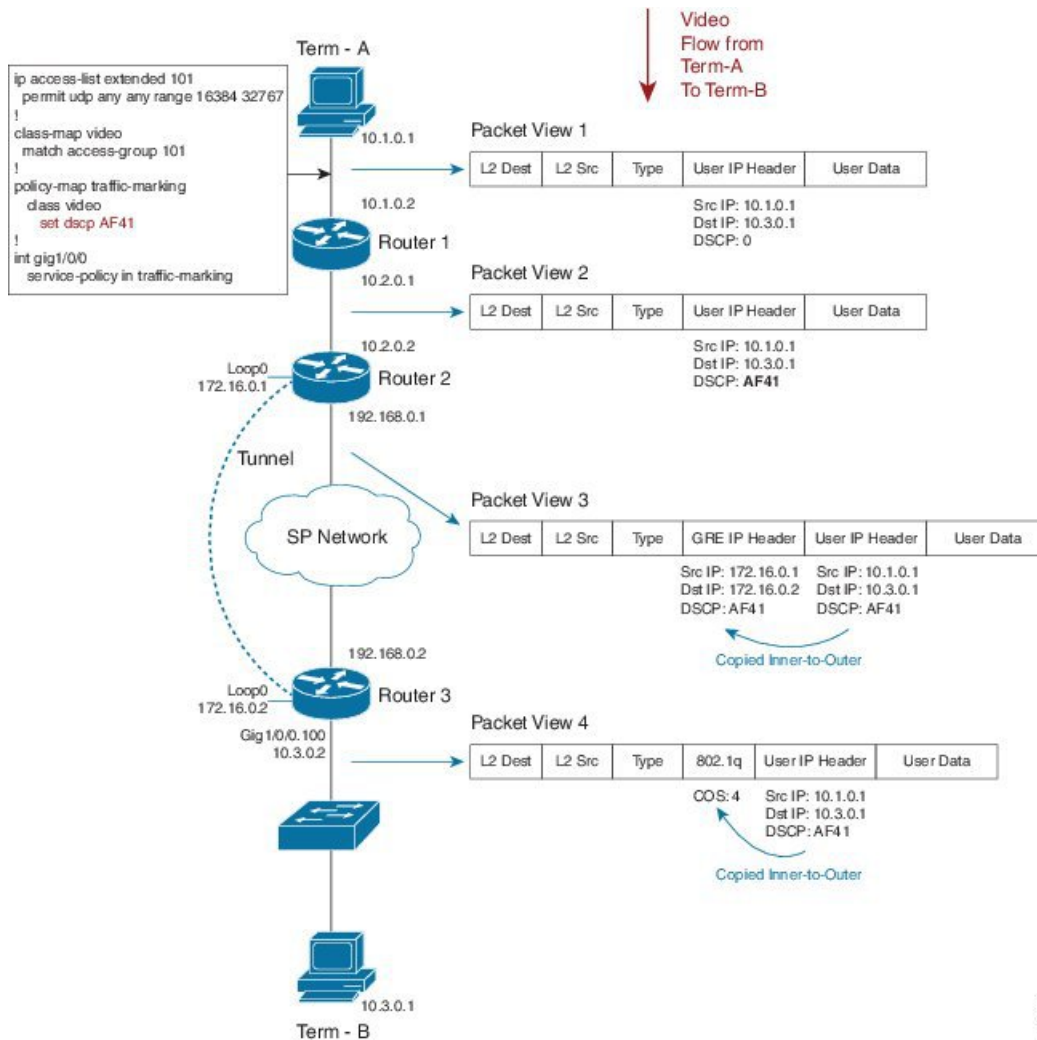 Video
Flow from
Term-A
To Term-B
Term - A
ip access-list extended 101
permit udp any any range 16384 32767
!
class-map video
match access-group 101
!
policy-map traffic-marking
class video
set dscp AF41
!
int gig1/0/0
service-policy in traffic-marking
10.1.0.1
Packet View 1
L2 Dest L2 Src Type User IP Header User Data
Src IP: 10.1.0.1
Dst IP: 10.3.0.1
DSCP: 0
10.1.0.2
Router 1
10.2.0.1
Packet View 2
L2 Dest L2 Src Type User IP Header User Data
Src IP: 10.1.0.1
Dst IP: 10.3.0.1
DSCP: AF41
10.2.0.2
Loop0
172.16.0.1
Router 2
192.168.0.1
Tunnel
SP Network
Packet View 3
L2 Dest L2 Src Type GRE IP Header User IP Header User Data
Src IP: 172.16.0.1 Src IP: 10.1.0.1
Dst IP: 172.16.0.2 Dst IP: 10.3.0.1
DSCP: AF41 DSCP: AF41
Copied Inner-to-Outer
192.168.0.2
Loop0
172.16.0.2
Router 3
Gig1/0/0.100
10.3.0.2
Packet View 4
L2 Dest L2 Src Type 802.1q User IP Header User Data
COS: 4 Src IP: 10.1.0.1
Dst IP: 10.3.0.1
DSCP: AF41
Copied Inner-to-Outer
10.3.0.1
Term - B